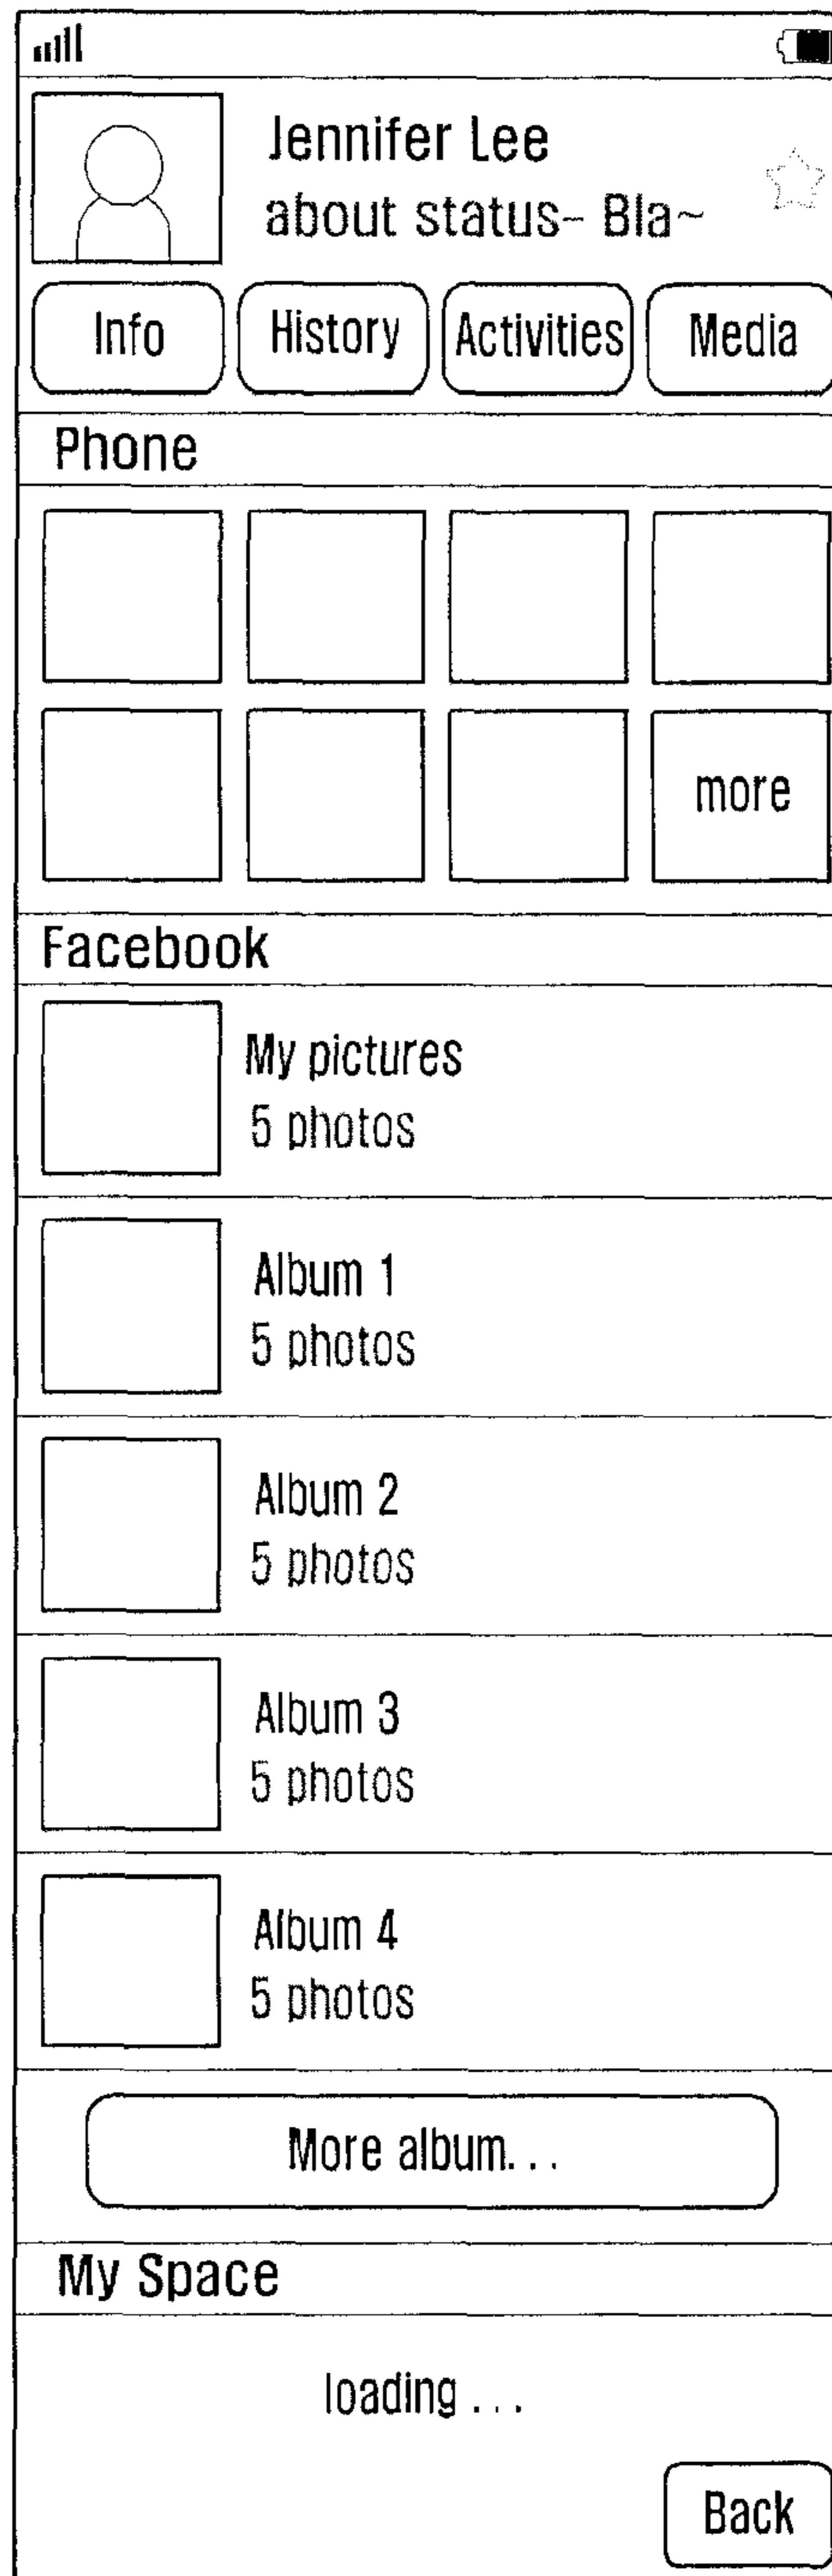 Jennifer Lee
about status- Bla~
Info History Activities Media
Phone
more
Facebook
My pictures
5 photos
Album 1
5 photos
Album 2
5 photos
Album 3
5 photos
Album 4
5 photos
More album...
My Space
loading ...
Back